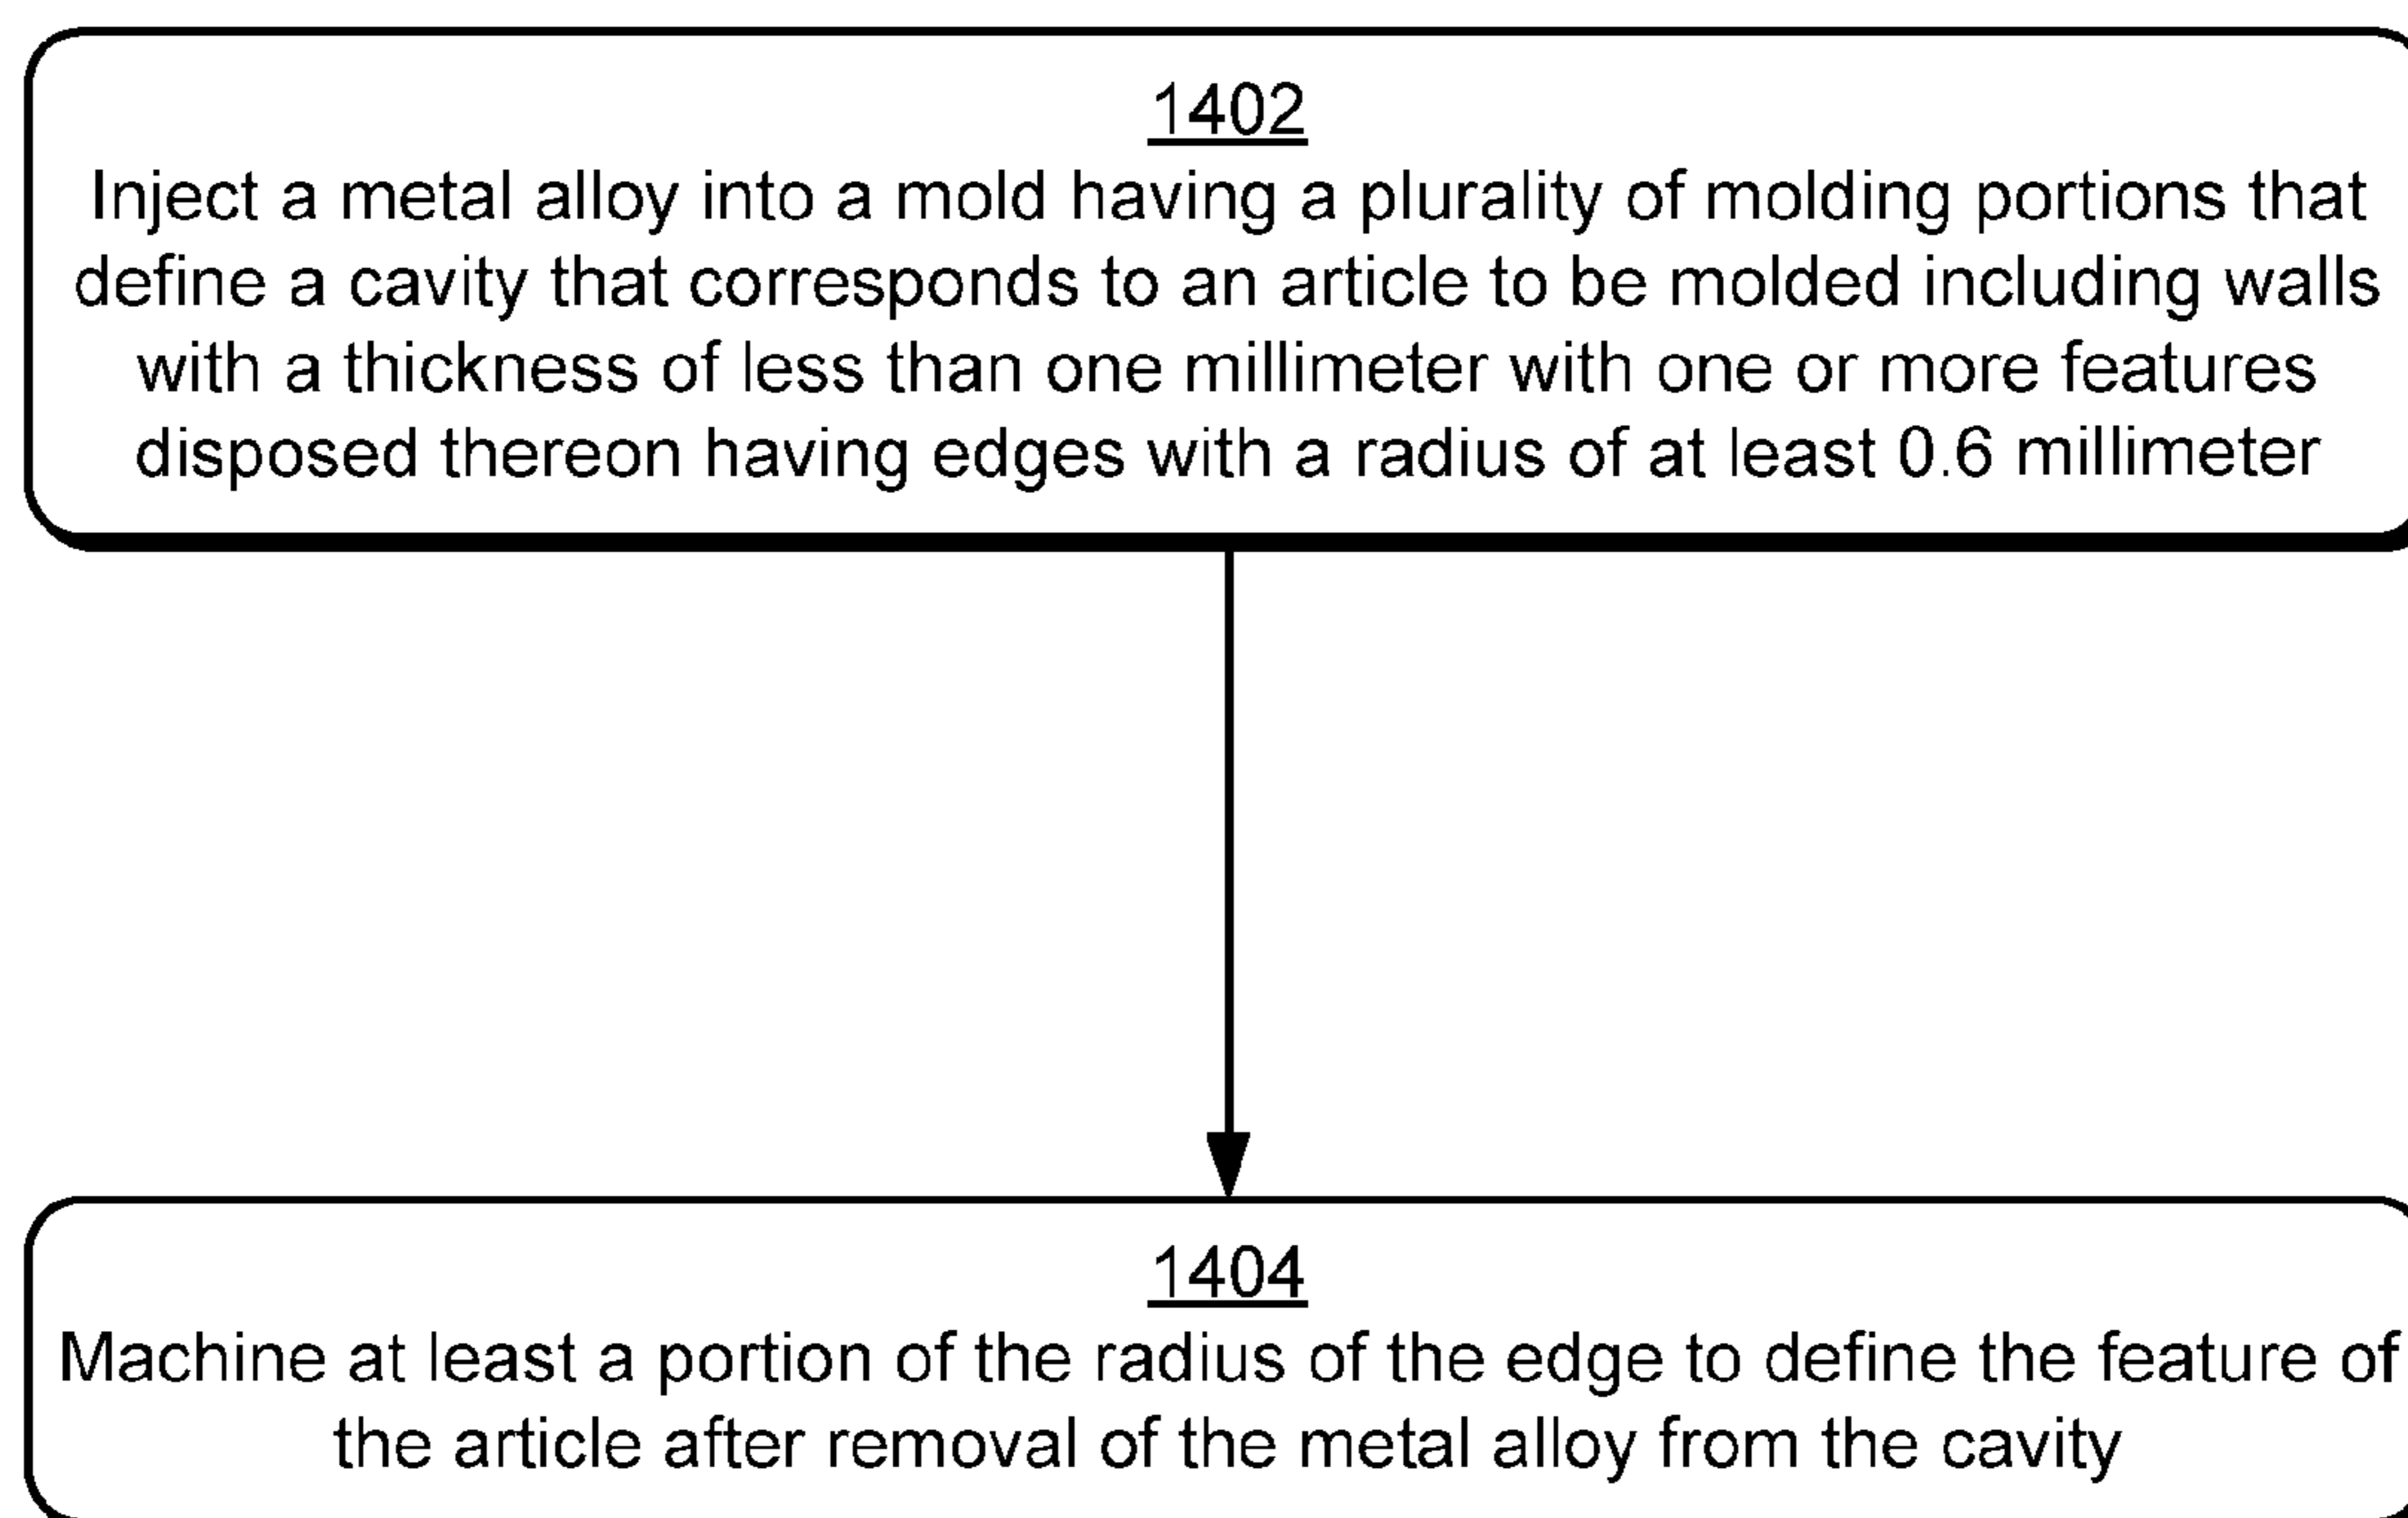 1402
Inject a metal alloy into a mold having a plurality of molding portions that
define a cavity that corresponds to an article to be molded including walls
with a thickness of less than one millimeter with one or more features
disposed thereon having edges with a radius of at least 0.6 millimeter
1404
Machine at least a portion of the radius of the edge to define the feature of
the article after removal of the metal alloy from the cavity